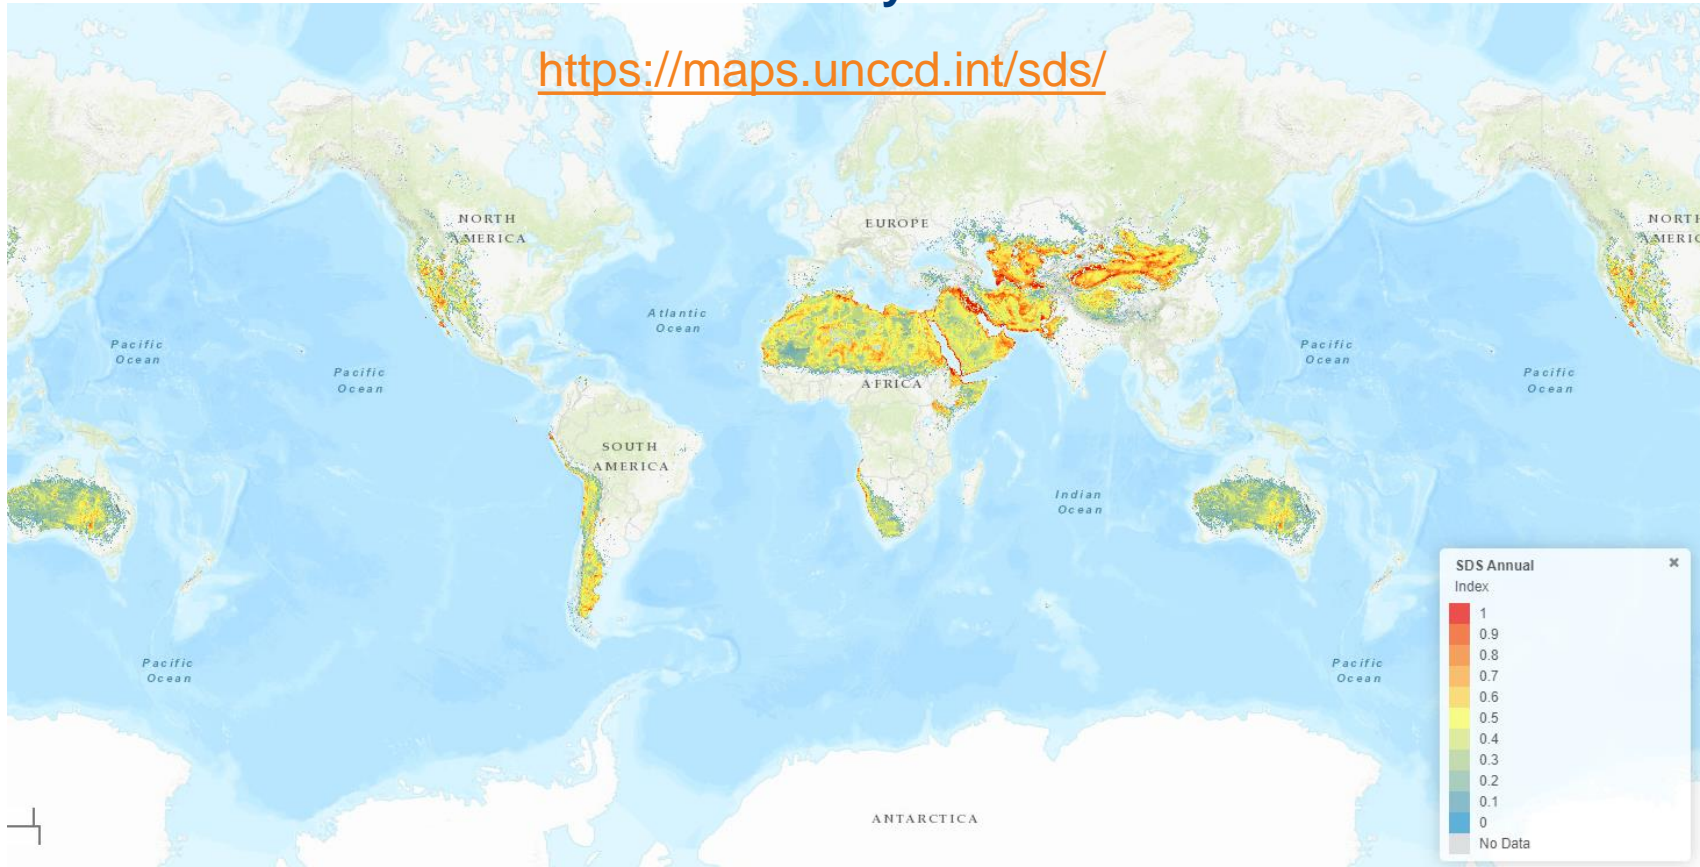 https://maps.unccd.int/sds/
NORTH
AMERICA
EUROPE
NORTH
AMERIC
Atlantic
Ocean
Pacific
Ocean
Pacific
Ocean
Pacific
Ocean
Pacific
Ocean
AFRICA
SOUTH
AMERICA
Indian
Ocean
Pacific
Ocean
Pacific
Ocean
ANTARCTICA
SDS Annual
Index
1
0.9
0.8
0.7
0.6
0.5
0.4
0.3
0.2
0.1
0
No Data